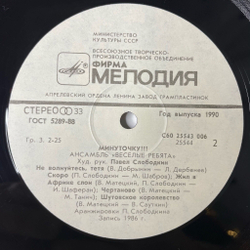 МИНИСТЕРСТВО
КУЛЬТУРЫ СССР
ВСЕСОЮЗНОЕ ТВОРЧЕСКО-
ПРОИЗВОДСТВЕННОЕ ОБЪЕДИНЕНИЕ
ФИРМА
МЕЛОДИЯ
АПРЕЛЕВСКИЙ ОРДЕНА ЛЕНИНА ЗАВОД ГРАМПЛАСТИНОК
СТЕРЕО 33
ГОСТ 5289-88
Год выпуска 1990
Гр. 3. 2-25
С60 25543 006
25544
2
МИНУТОЧКУ!!!
АНСАМБЛЬ «ВЕСЕЛЫЕ РЕБЯТА»
Худ. рук. Павел Слободкин
Не волнуйтесь, тетя (В. Добрынин — Л. Дербенев)
Скоро (П. Слободкин — М. Шабров); Жил в
Африке слон (В. Матецкий, П. Слободкин —
И. Шаферан); Чертаново (В. Матецкий —
М. Танич); Шутовское королевство
(В. Матецкий — В. Сауткин)
Аранжировки П. Слободкина
Запись 1986 г.